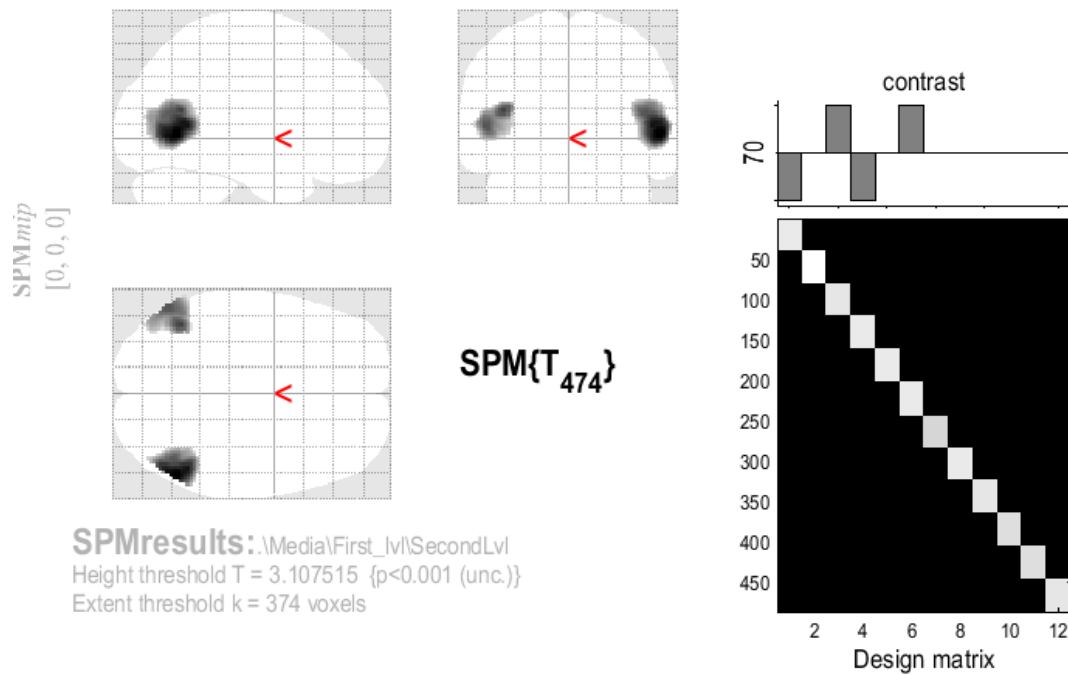 SPMmip
[0, 0, 0]
<
<
<
SPM{T474}
SPMresults:.\Media\First_lvl\SecondLvl
Height threshold T = 3.107515 {p<0.001 (unc.)}
Extent threshold k = 374 voxels
contrast
70
50
100
150
200
250
300
350
400
450
2 4 6 8 10 12
Design matrix